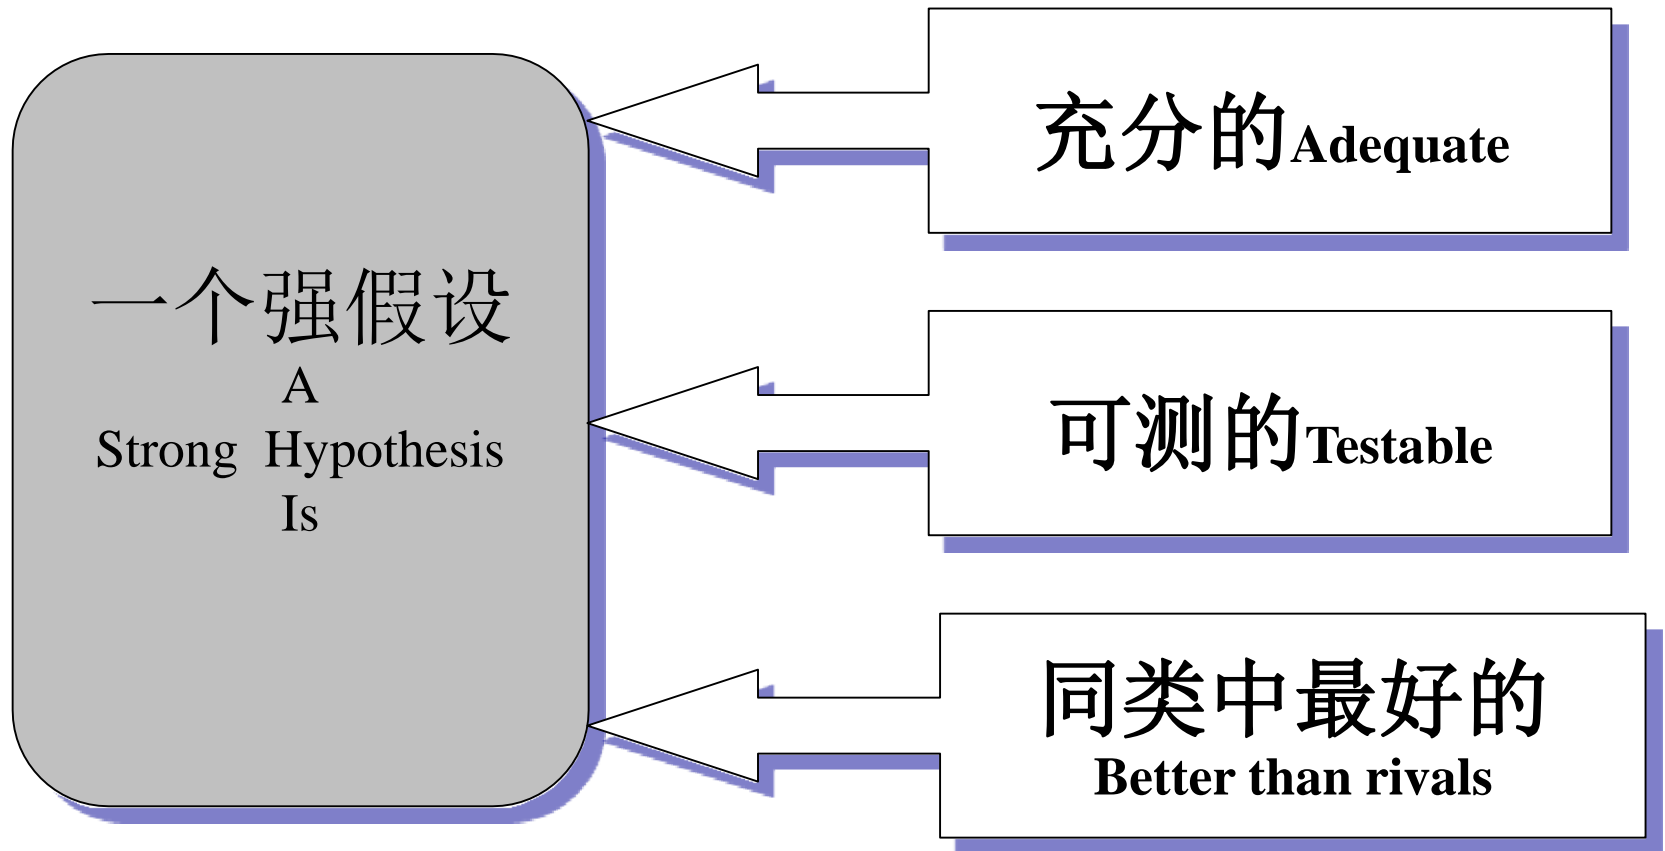 一个强假设
A
Strong Hypothesis
Is
充分的Adequate
可测的Testable
同类中最好的
Better than rivals